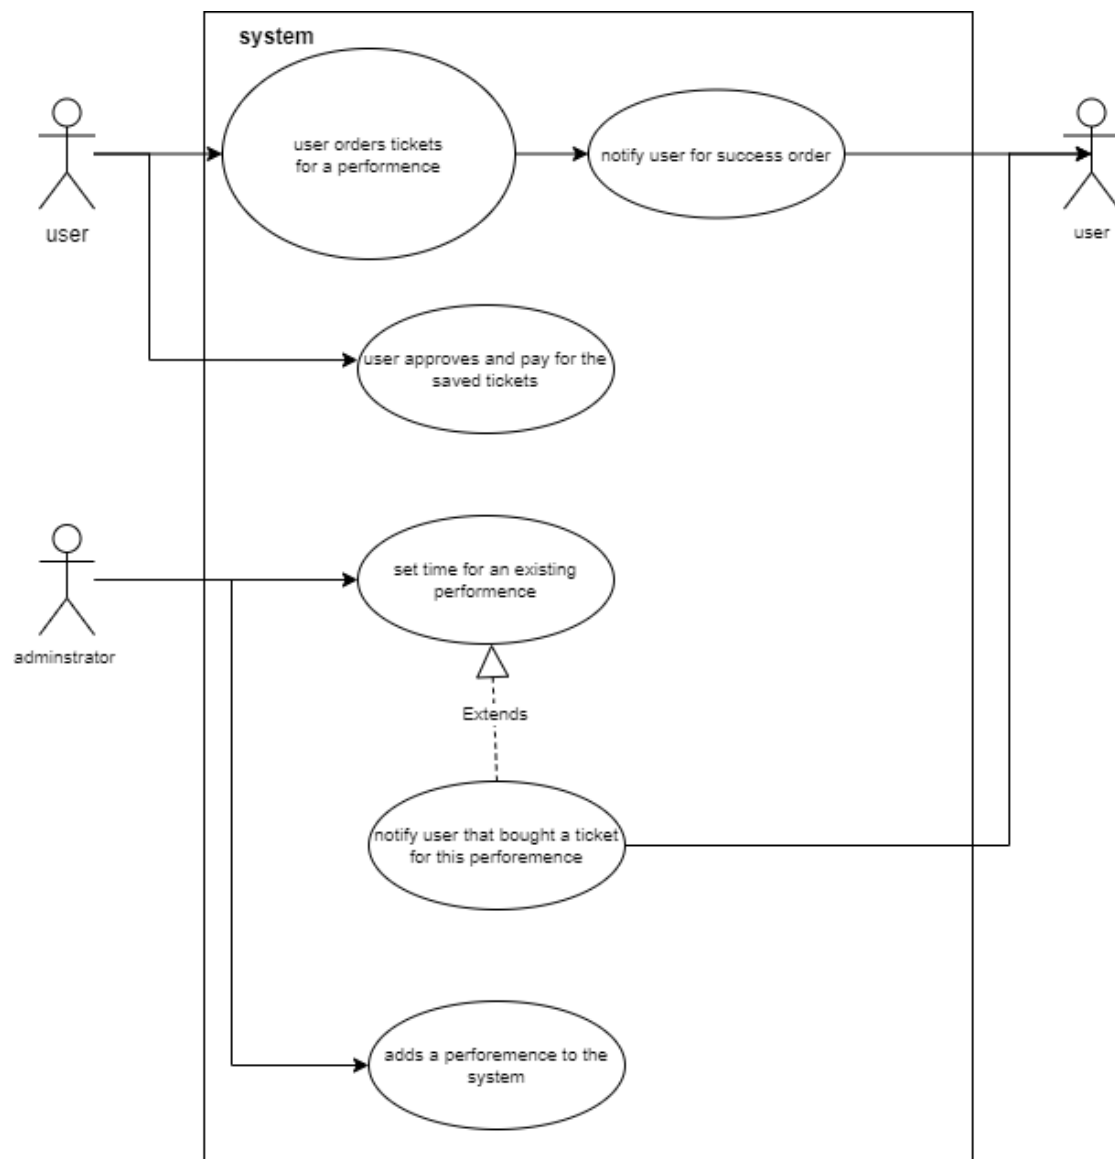 system
user orders tickets
for a performence
notify user for success order
user
user
user approves and pay for the
saved tickets
set time for an existing
performence
adminstrator
Extends
notify user that bought a ticket
for this perforemence
adds a perforemence to the
system